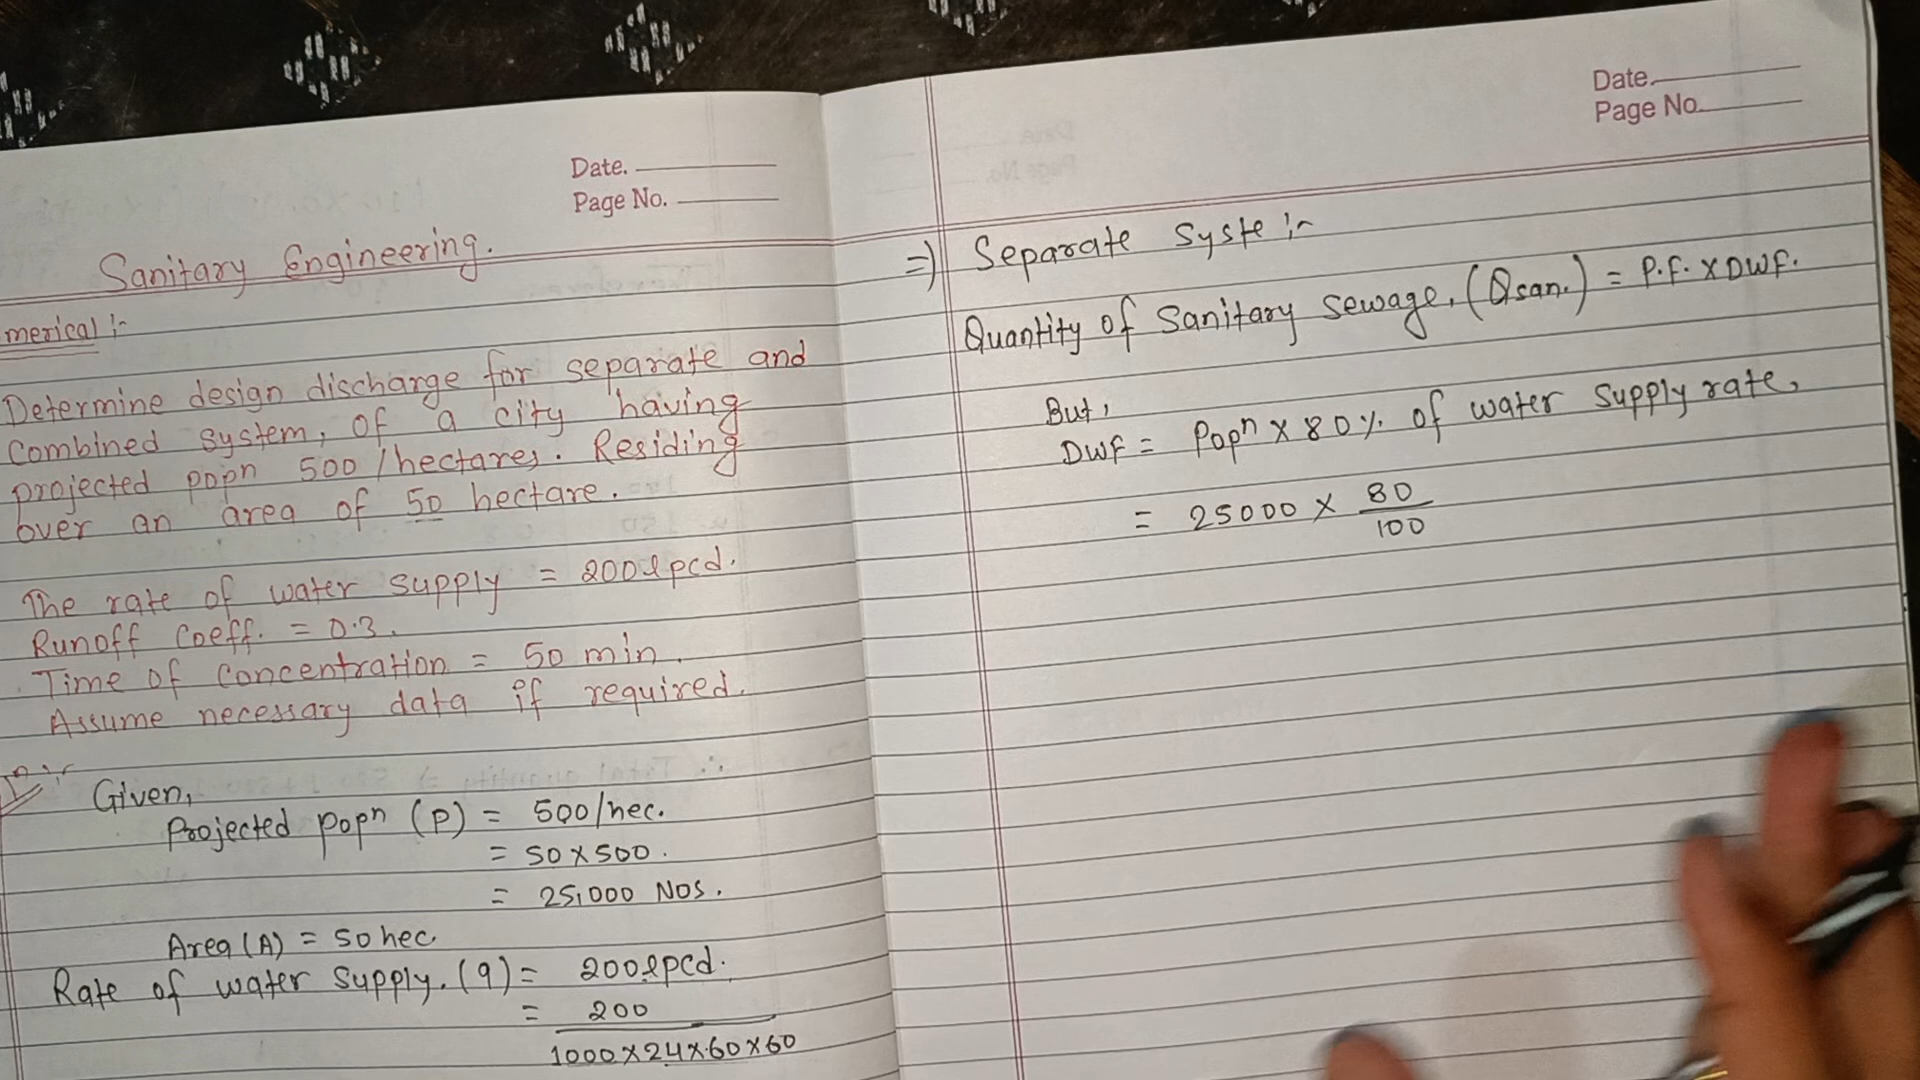 Date.
Page No.
Sanitary Engineering.
merical :-
Determine design discharge for separate and
Combined system, of a city having
projected popn 500/hectares. Residing
over an area of 50 hectare.
The rate of water supply = 200lpcd.
Runoff Coeff. = 0.3.
Time of Concentration = 50 min.
Assume necessary data if required.
Given,
Projected popn (P) = 500/hec.
= 50 x 500.
= 25,000 Nos.
Area (A) = 50 hec.
Rate of water supply. (q) = 200lpcd.
= 200
1000 x 24 x 60 x 60
Date.
Page No.
=) Separate Syste :-
Quantity of Sanitary Sewage, (Qsan.) = P.F. x DWF.
But,
DWF = Popn x 80% of water supply rate,
= 25000 x 80
100